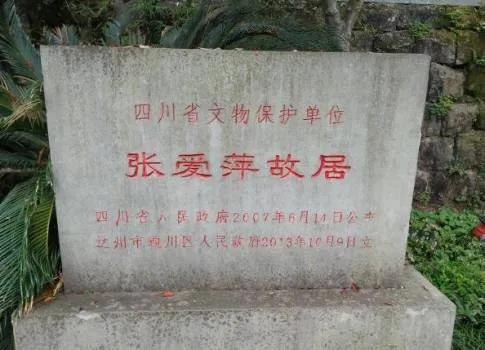 四川省文物保护单位
张爱萍故居
四川省人民政府2007年6月14日公布
达州市通川区人民政府2013年10月9日立